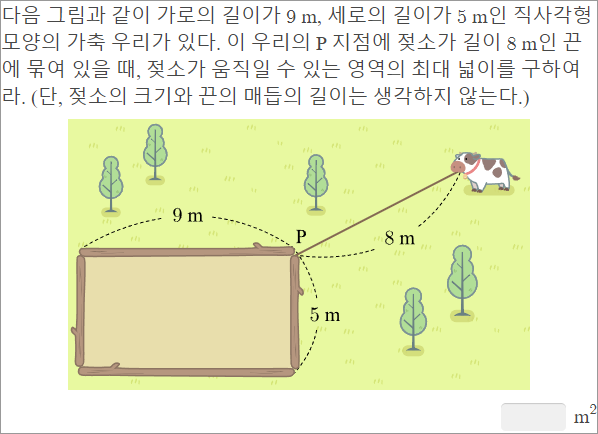 다음 그림과 같이 가로의 길이가 9 m, 세로의 길이가 5 m인 직사각형
모양의 가축 우리가 있다. 이 우리의 P 지점에 젖소가 길이 8 m인 끈
에 묶여 있을 때, 젖소가 움직일 수 있는 영역의 최대 넓이를 구하여
라. (단, 젖소의 크기와 끈의 매듭의 길이는 생각하지 않는다.)
9 m
P
8 m
5 m
m²